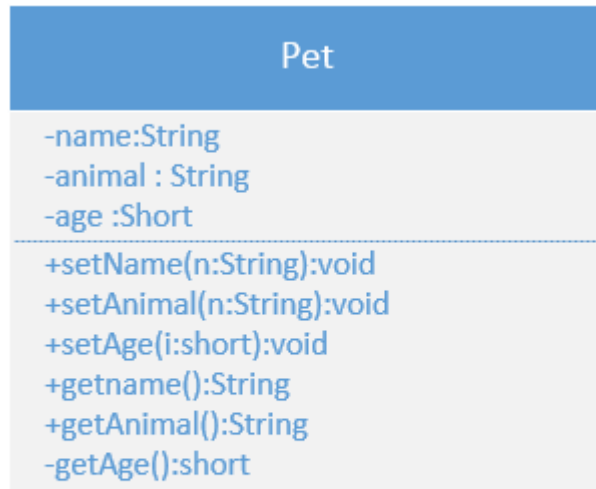 Pet
-name:String
-animal : String
-age :Short
+setName(n:String):void
+setAnimal(n:String):void
+setAge(i:short):void
+getname():String
+getAnimal():String
-getAge():short